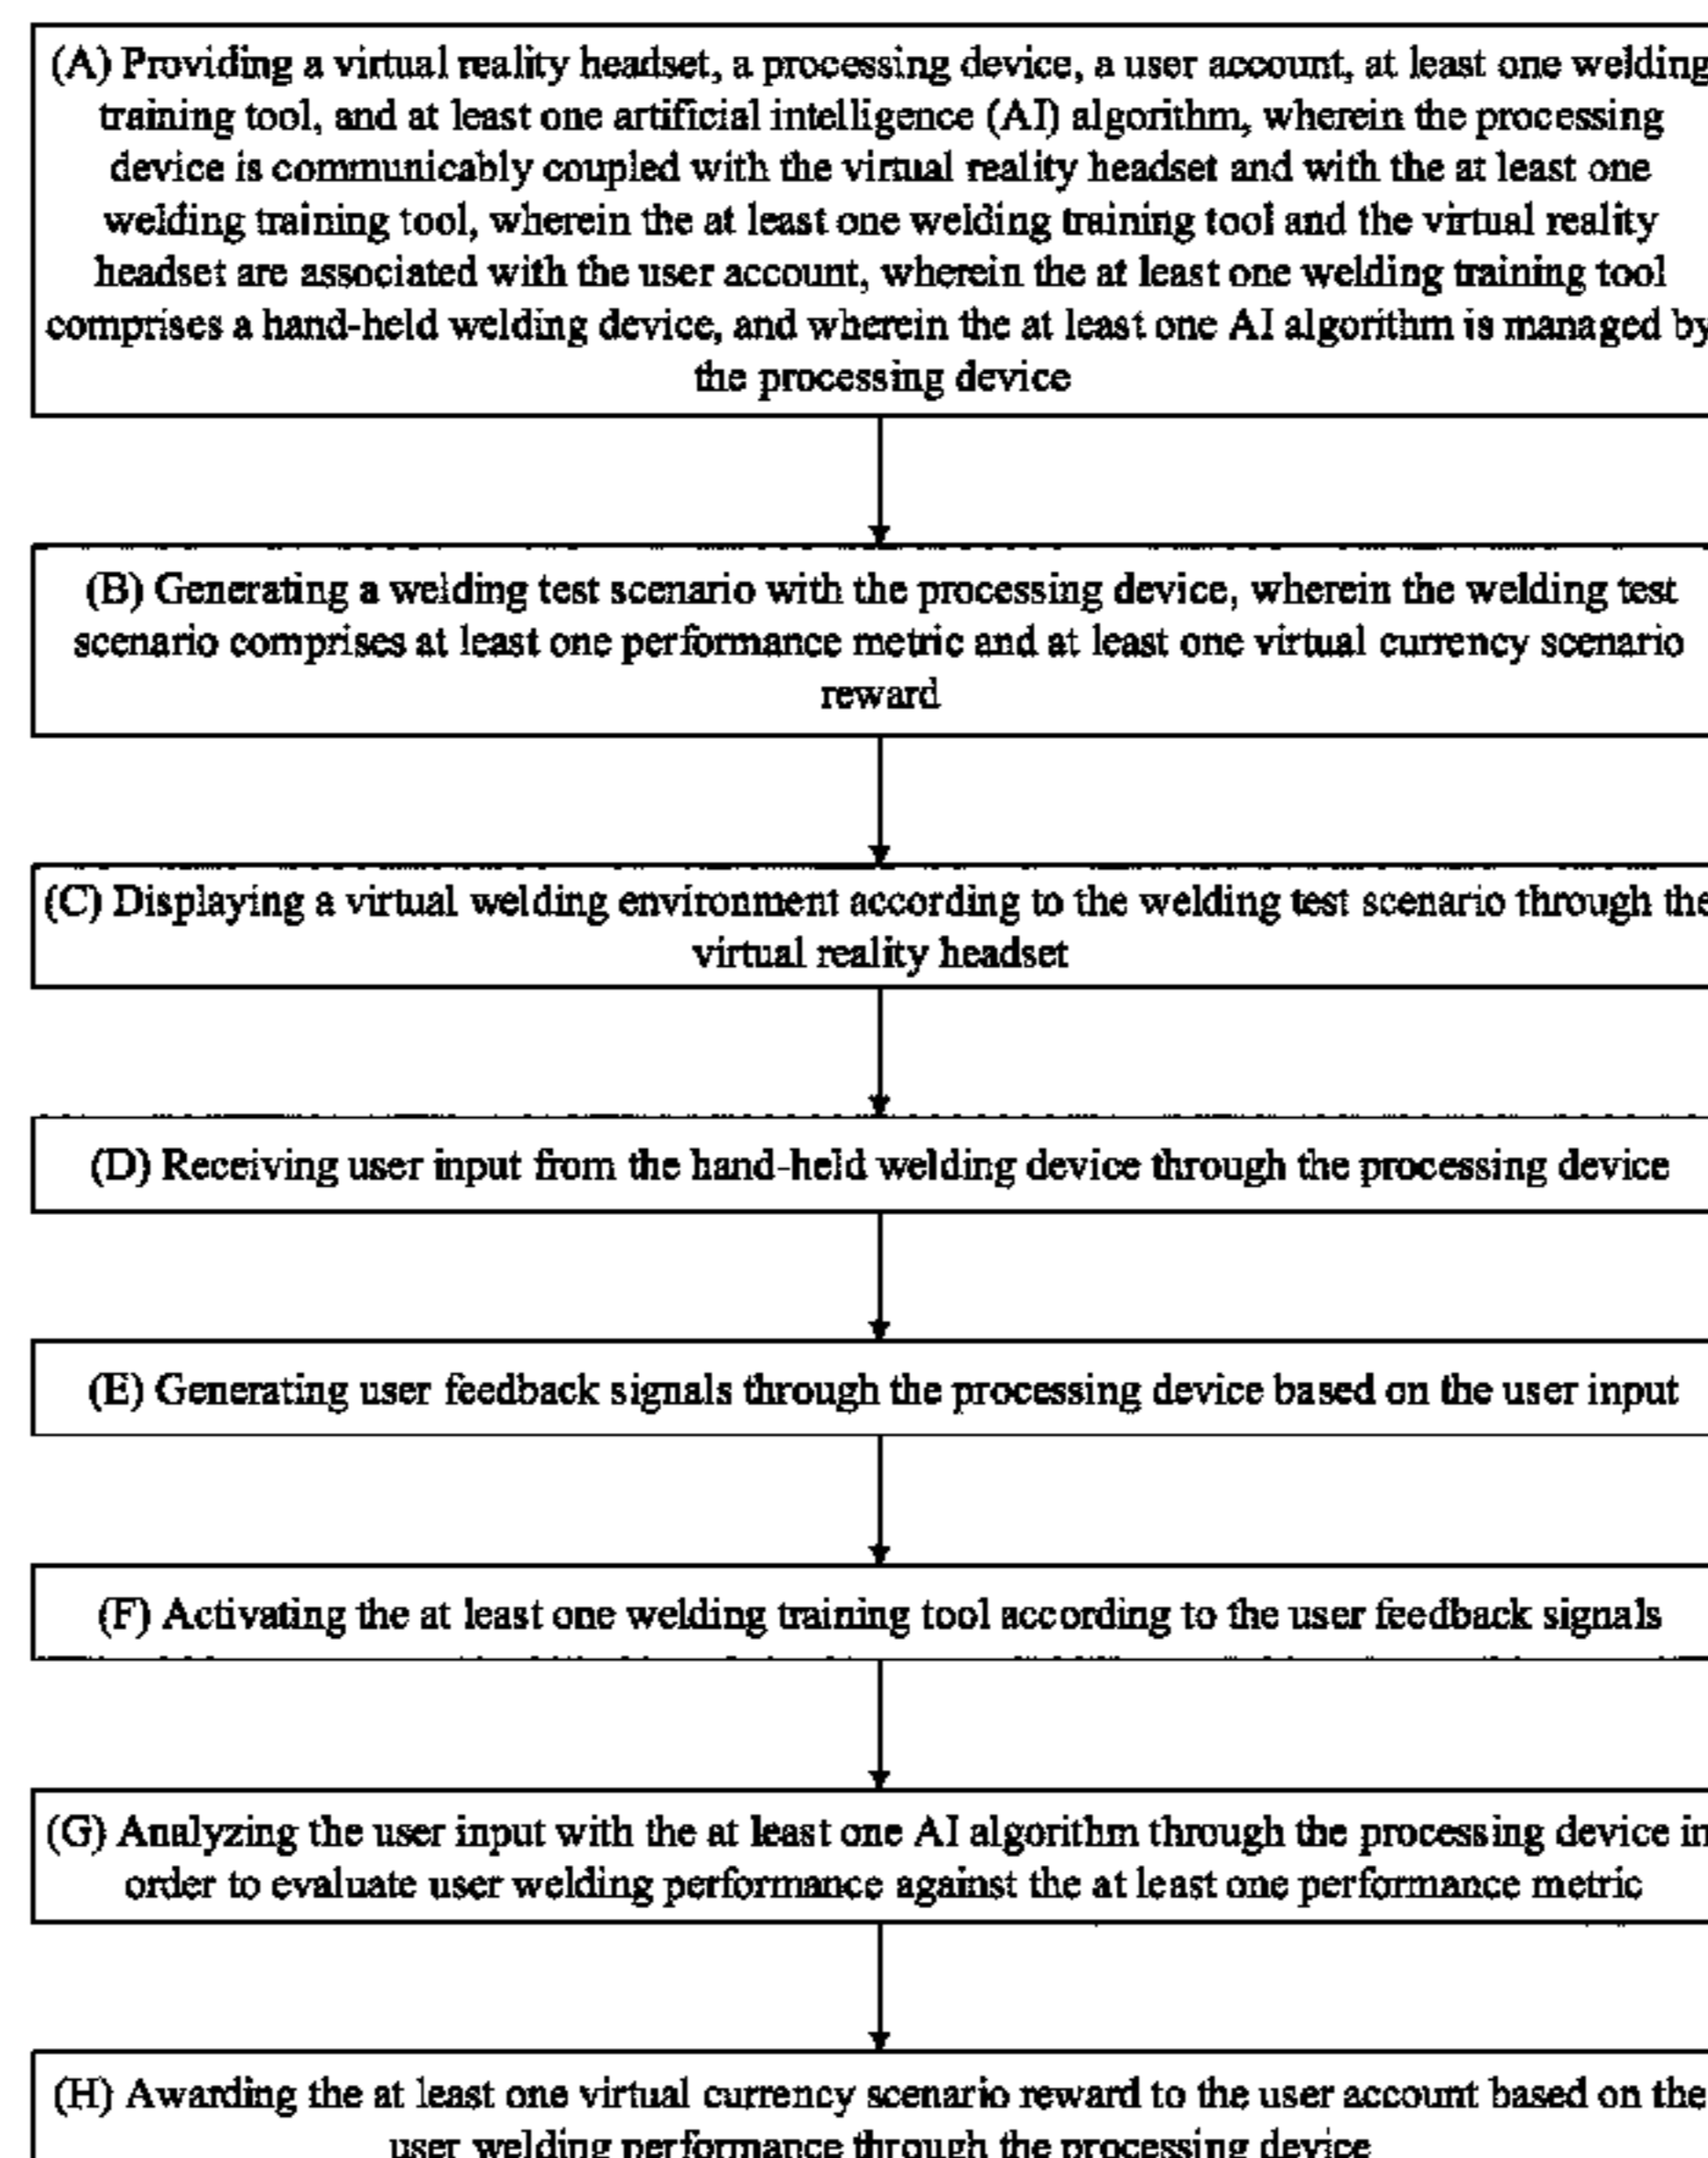 (A) Providing a virtual reality headset, a processing device, a user account, at least one welding
training tool, and at least one artificial intelligence (AI) algorithm, wherein the processing
device is communicably coupled with the virtual reality headset and with the at least one
welding training tool, wherein the at least one welding training tool and the virtual reality
headset are associated with the user account, wherein the at least one welding training tool
comprises a hand-held welding device, and wherein the at least one AI algorithm is managed by
the processing device
(B) Generating a welding test scenario with the processing device, wherein the welding test
scenario comprises at least one performance metric and at least one virtual currency scenario
reward
(C) Displaying a virtual welding environment according to the welding test scenario through the
virtual reality headset
(D) Receiving user input from the hand-held welding device through the processing device
(E) Generating user feedback signals through the processing device based on the user input
(F) Activating the at least one welding training tool according to the user feedback signals
(G) Analyzing the user input with the at least one AI algorithm through the processing device in
order to evaluate user welding performance against the at least one performance metric
(H) Awarding the at least one virtual currency scenario reward to the user account based on the
user welding performance through the processing device